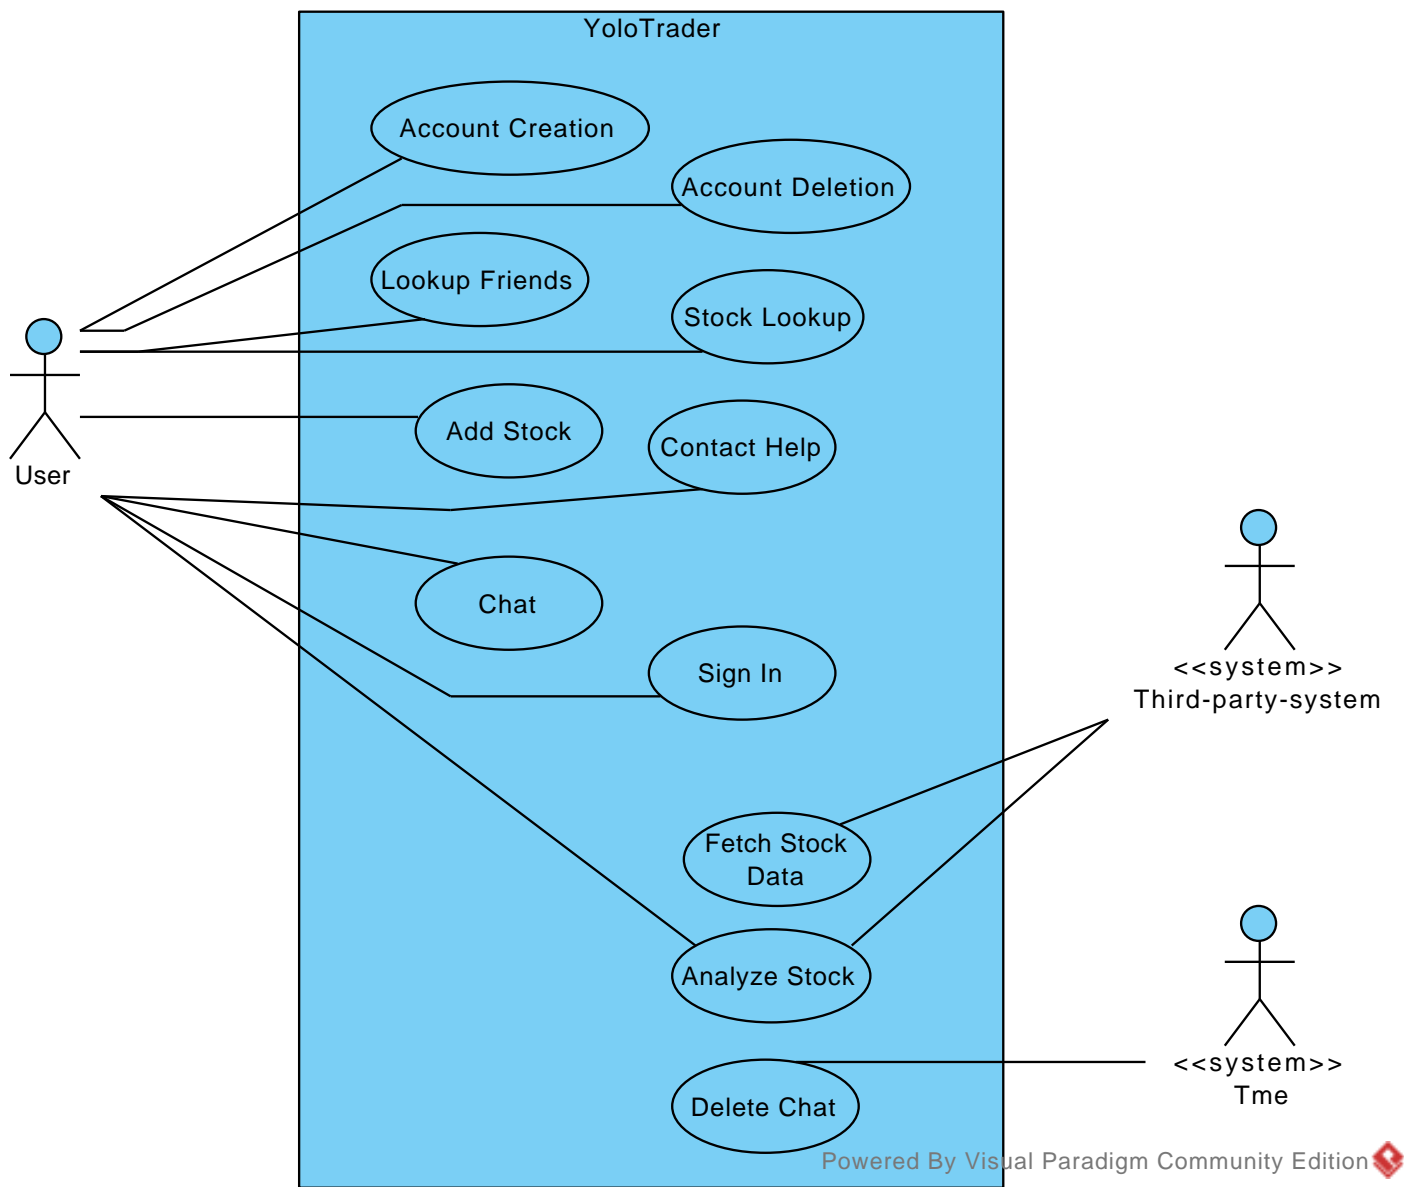 YoloTrader
Account Creation
Account Deletion
Lookup Friends
Stock Lookup
Add Stock
Contact Help
User
Chat
Sign In
<<system>>
Third-party-system
Fetch Stock
Data
Analyze Stock
<<system>>
Tme
Delete Chat
Powered By Visual Paradigm Community Edition